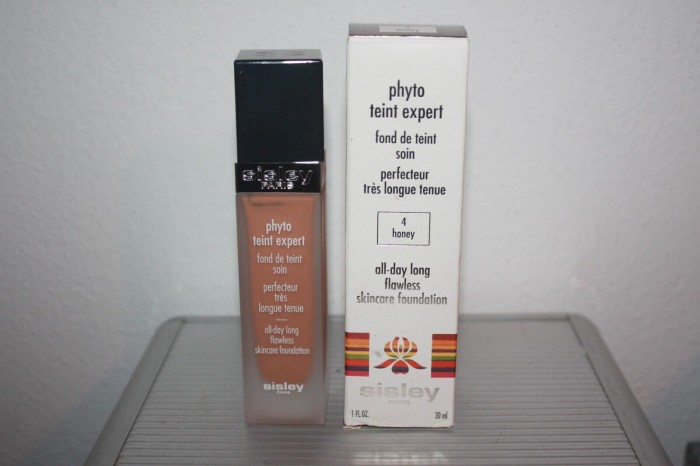 sisley
PARIS
phyto
teint expert
fond de teint
soin
perfecteur
très
longue tenue
all-day long
flawless
skincare foundation
sisley
PARIS
phyto
teint expert
fond de teint
soin
perfecteur
très longue tenue
4
honey
all-day long
flawless
skincare foundation
sisley
PARIS
1 FL.OZ. 30 ml